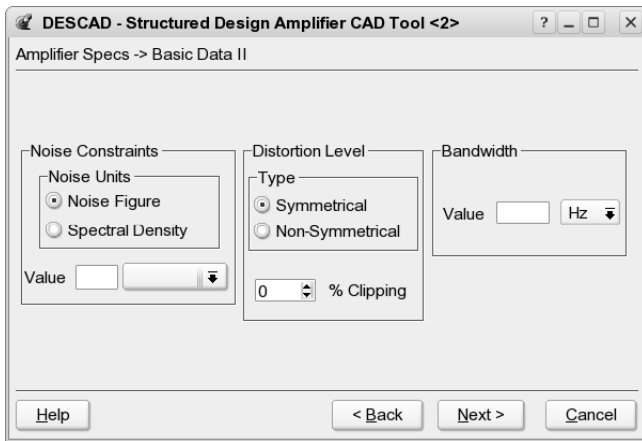 DESCAD - Structured Design Amplifier CAD Tool <2>
?
Amplifier Specs -> Basic Data II
Noise Constraints
Noise Units
Noise Figure
Spectral Density
Value
Distortion Level
Type
Symmetrical
Non-Symmetrical
0 % Clipping
Bandwidth
Value Hz
Help
< Back
Next >
Cancel